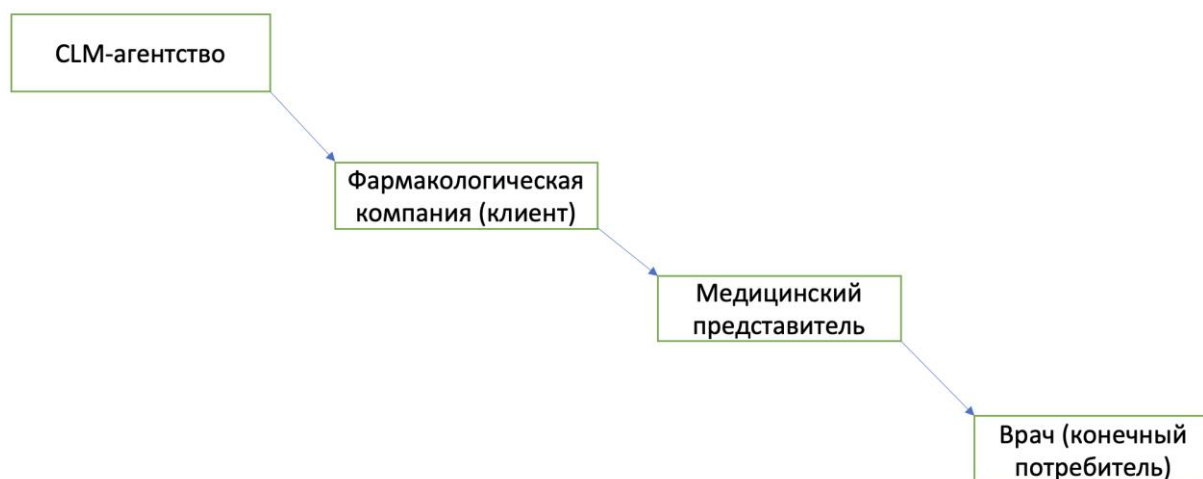 CLM-агентство
Фармакологическая
компания (клиент)
Медицинский
представитель
Врач (конечный
потребитель)